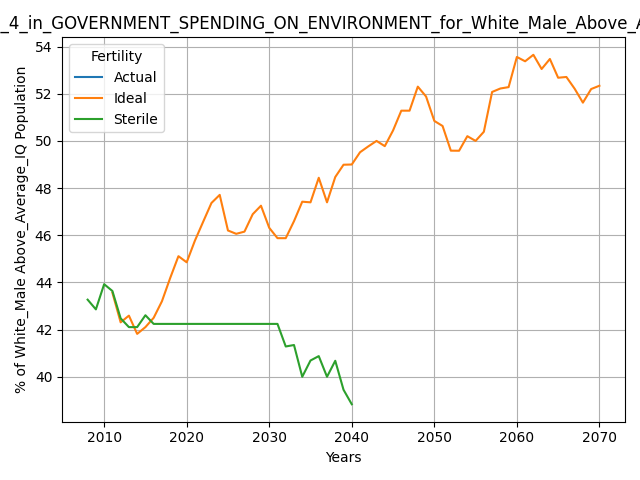 _4_in_GOVERNMENT_SPENDING_ON_ENVIRONMENT_for_White_Male_Above_A
Fertility
Actual
Ideal
Sterile
% of White_Male Above_Average_IQ Population
54
52
50
48
46
44
42
40
2010 2020 2030 2040 2050 2060 2070
Years